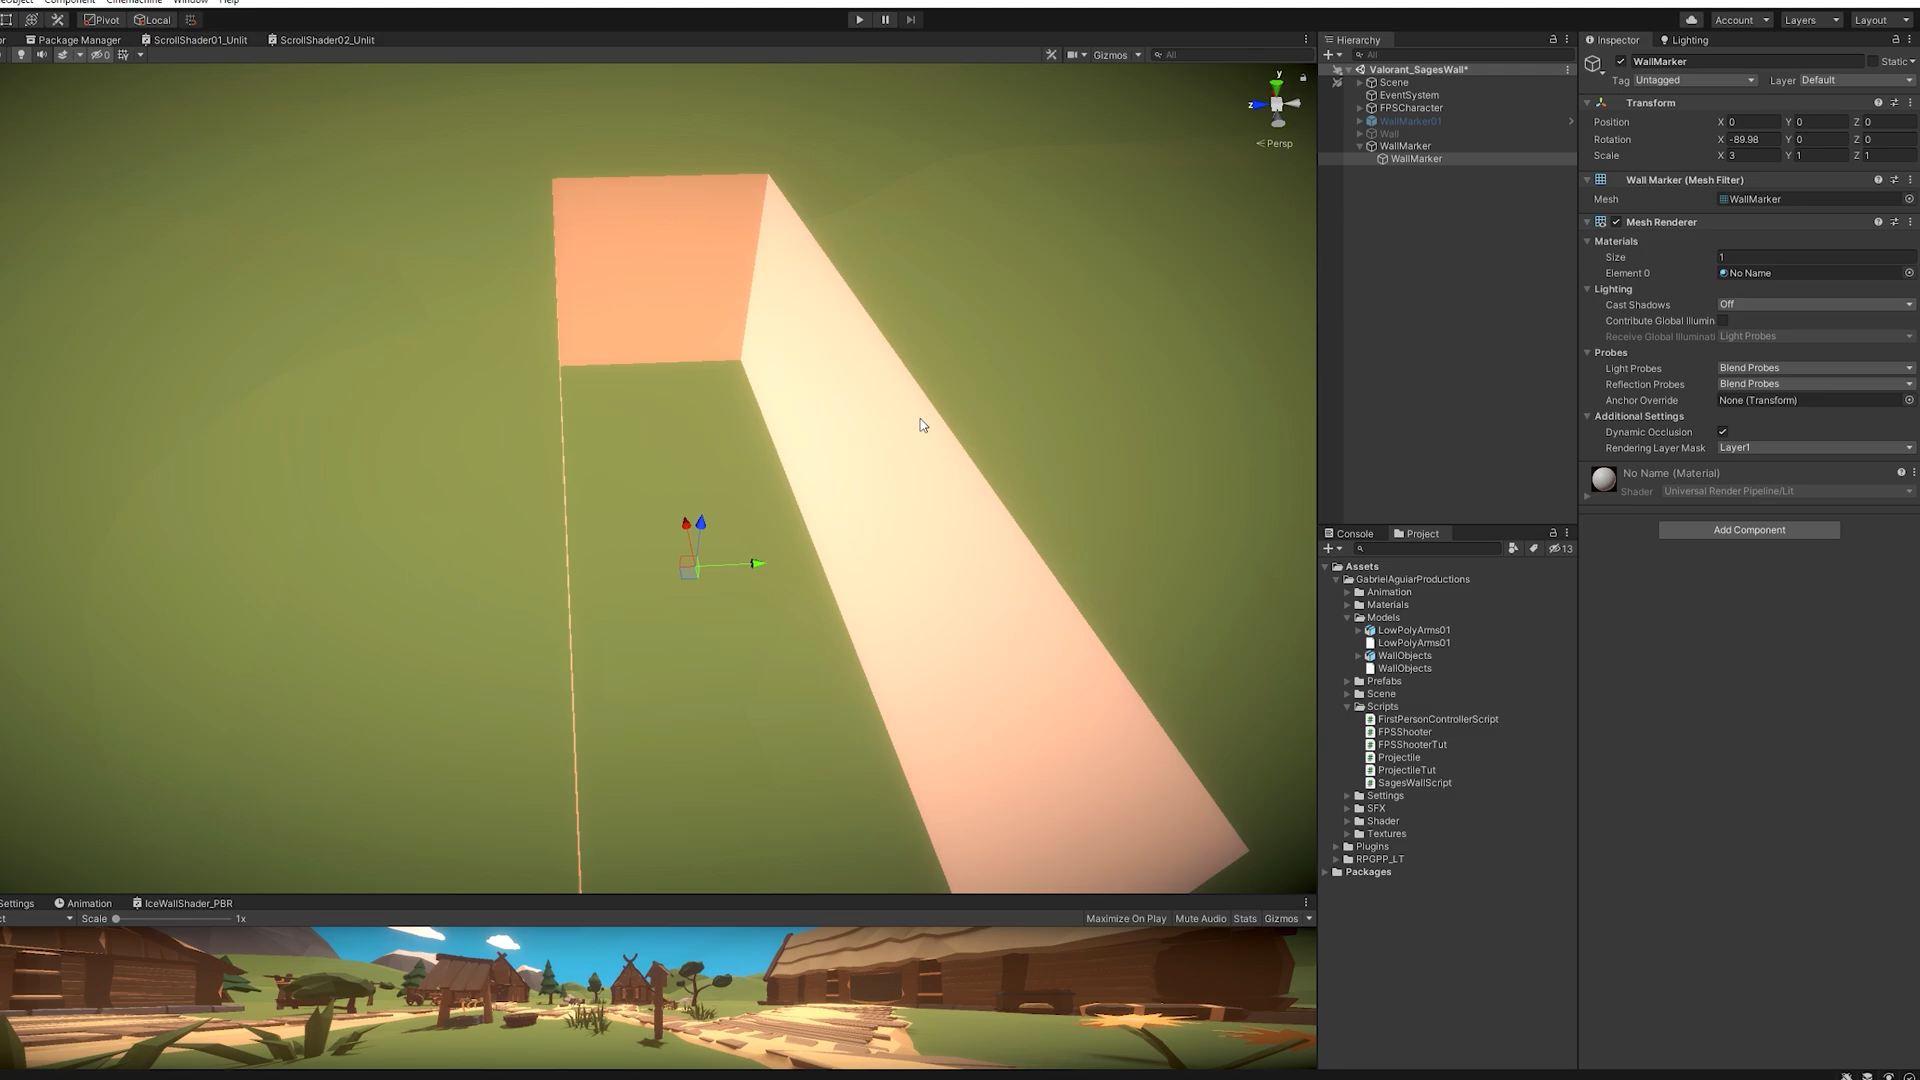 Component
Window
Help
Pivot Local
Account Layers Layout
Package Manager ScrollShader01_Unlit ScrollShader02_Unlit
0 Gizmos All
y
z
Persp
Hierarchy
All
Valorant_SagesWall*
Scene
EventSystem
FPSCharacter
WallMarker01
Wall
WallMarker
WallMarker
Console Project
13
Assets
GabrielAguiarProductions
Animation
Materials
Models
LowPolyArms01
LowPolyArms01
WallObjects
WallObjects
Prefabs
Scene
Scripts
FirstPersonControllerScript
FPSShooter
FPSShooterTut
Projectile
ProjectileTut
SagesWallScript
Settings
SFX
Shader
Textures
Plugins
RPGPP_LT
Packages
Inspector Lighting
WallMarker Static
Tag Untagged Layer Default
Transform
Position X 0 Y 0 Z 0
Rotation X -89.98 Y 0 Z 0
Scale X 3 Y 1 Z 1
Wall Marker (Mesh Filter)
Mesh WallMarker
Mesh Renderer
Materials
Size 1
Element 0 No Name
Lighting
Cast Shadows Off
Contribute Global Illumin
Receive Global Illuminati Light Probes
Probes
Light Probes Blend Probes
Reflection Probes Blend Probes
Anchor Override None (Transform)
Additional Settings
Dynamic Occlusion
Rendering Layer Mask Layer1
No Name (Material)
Shader Universal Render Pipeline/Lit
Add Component
Settings Animation IceWallShader_PBR
ct Scale 1x Maximize On Play Mute Audio Stats Gizmos